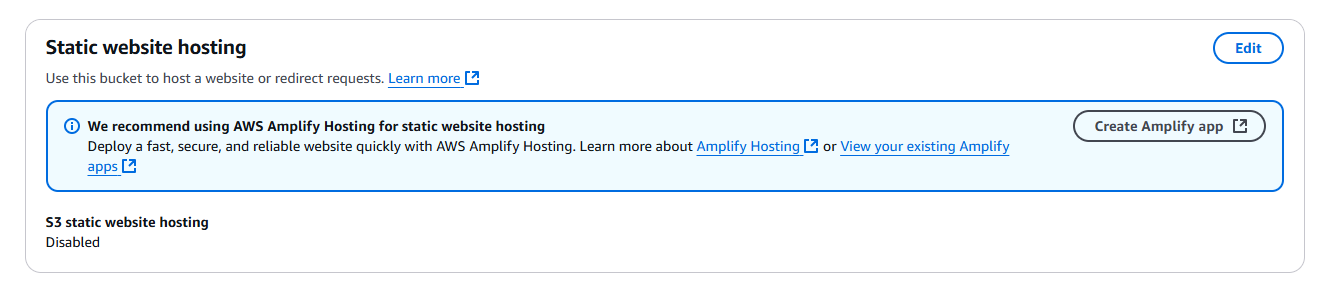 Static website hosting
Edit
Use this bucket to host a website or redirect requests. Learn more
We recommend using AWS Amplify Hosting for static website hosting
Create Amplify app
Deploy a fast, secure, and reliable website quickly with AWS Amplify Hosting. Learn more about Amplify Hosting or View your existing Amplify
apps
S3 static website hosting
Disabled